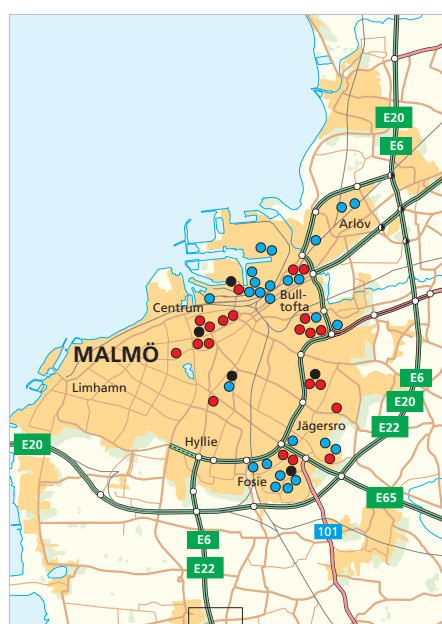 E20
E6
Arlöv
Bull-
tofta
Centrum
MALMÖ
Limhamn
E6
E20
Jägersro
E22
Hyllie
E20
Fosie
E65
101
E6
E22